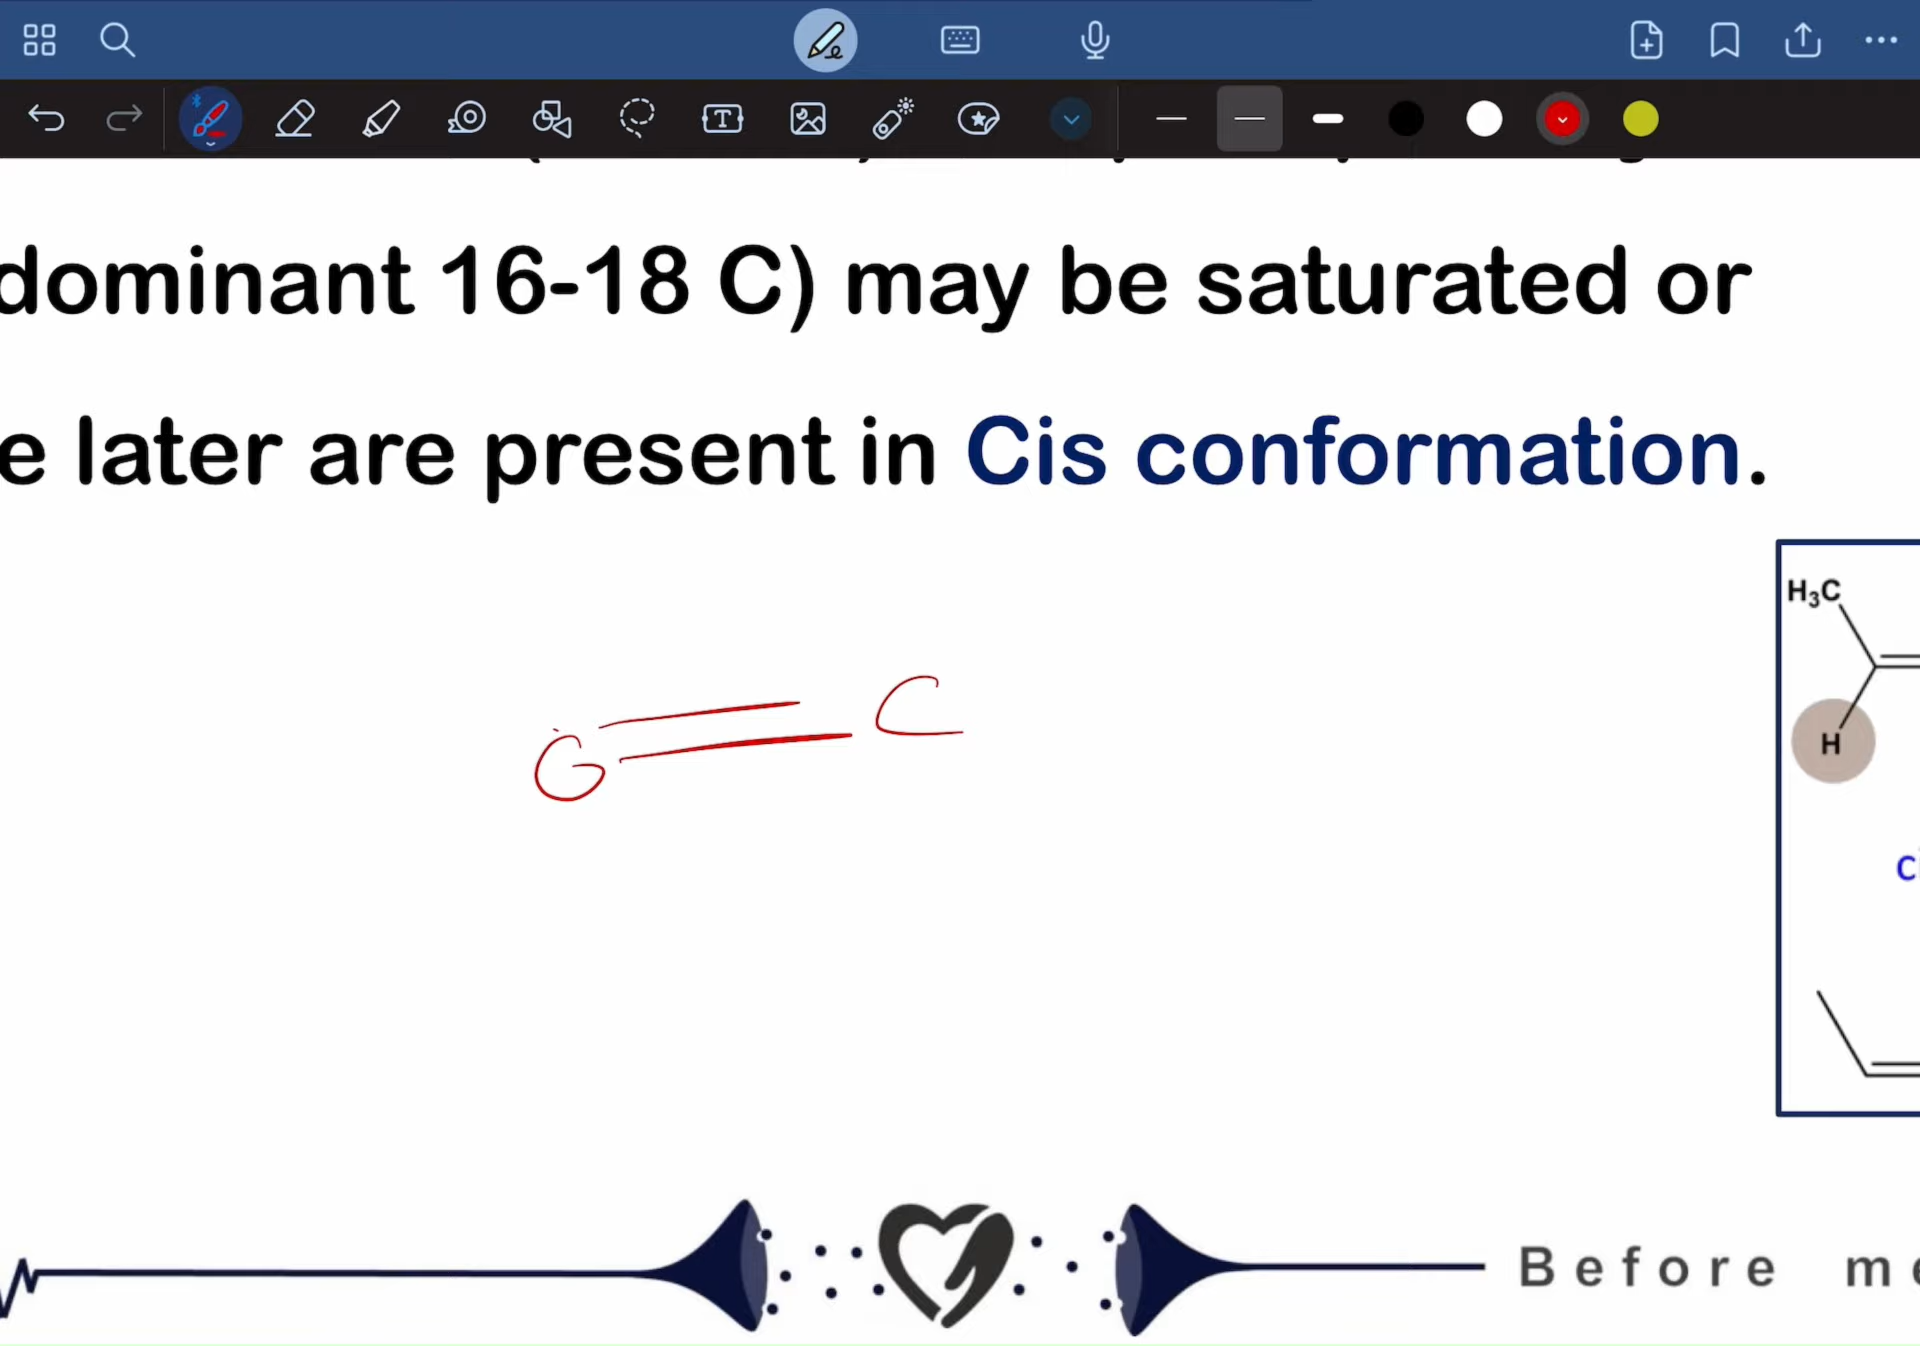 dominant 16-18 C) may be saturated or
e later are present in Cis conformation.
H₃C
C
H
Before